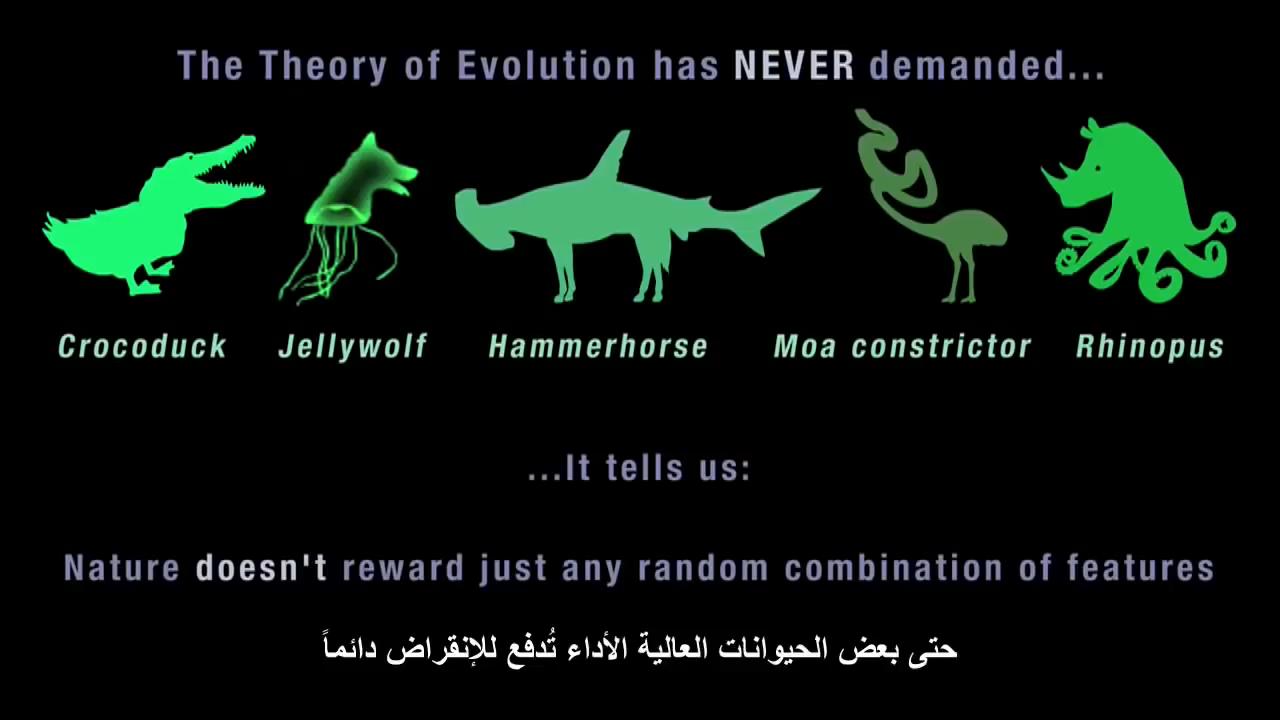 The Theory of Evolution has NEVER demanded...
Crocoduck Jellywolf Hammerhorse Moa constrictor Rhinopus
...It tells us:
Nature doesn't reward just any random combination of features
حتى بعض الحيوانات العالية الأداء تُدفع للإنقراض دائماً